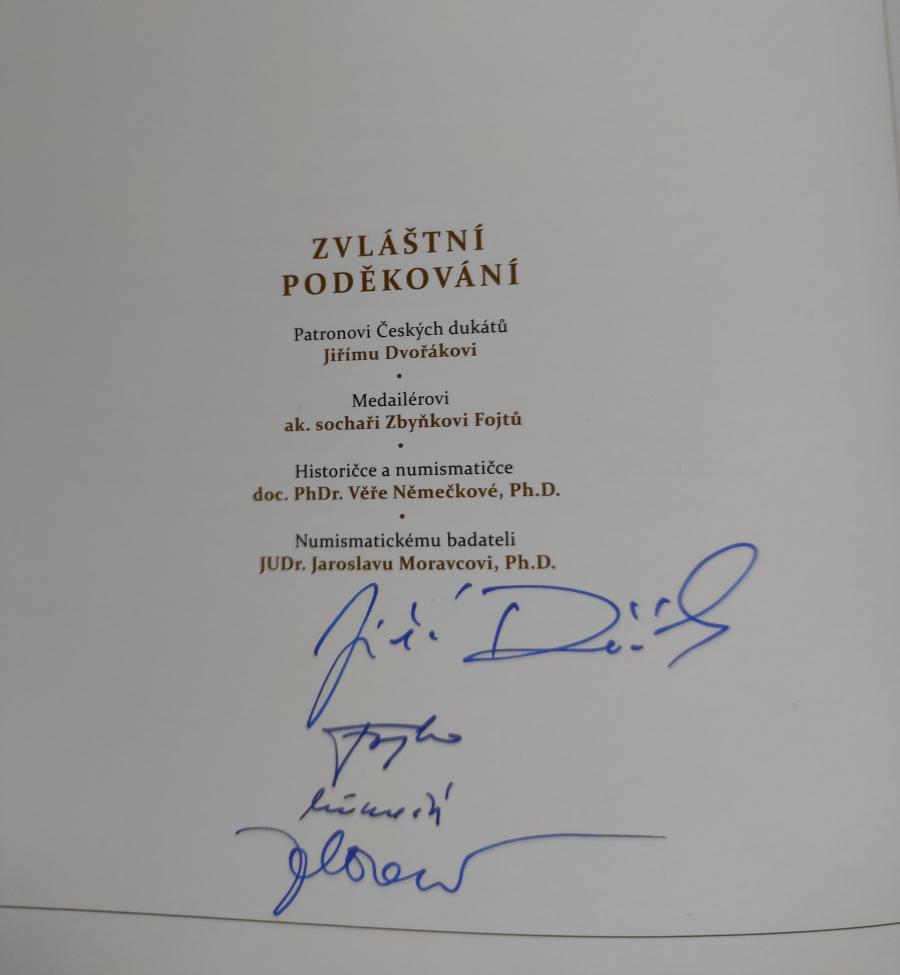 ZVLÁŠTNÍ
PODĚKOVÁNÍ
Patronovi Českých dukátů
Jiřímu Dvořákovi
•
Medailérovi
ak. sochaři Zbyňkovi Fojtů
•
Historičce a numismatičce
doc. PhDr. Věře Němečkové, Ph.D.
•
Numismatickému badateli
JUDr. Jaroslavu Moravcovi, Ph.D.
Jiří